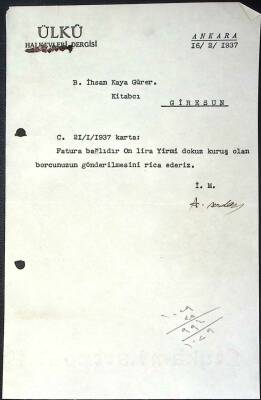 ÜLKÜ
HALKEVLERİ DERGİSİ
ANKARA
16/ 2/ 1937
B. İhsan Kaya Gürer.
Kitabcı
GİRESUN
C. 21/I/1937 karta:
Fatura bağlıdır On lira Yirmi dokuz kuruş olan
borcunuzun gönderilmesini rica ederiz.
İ. M.